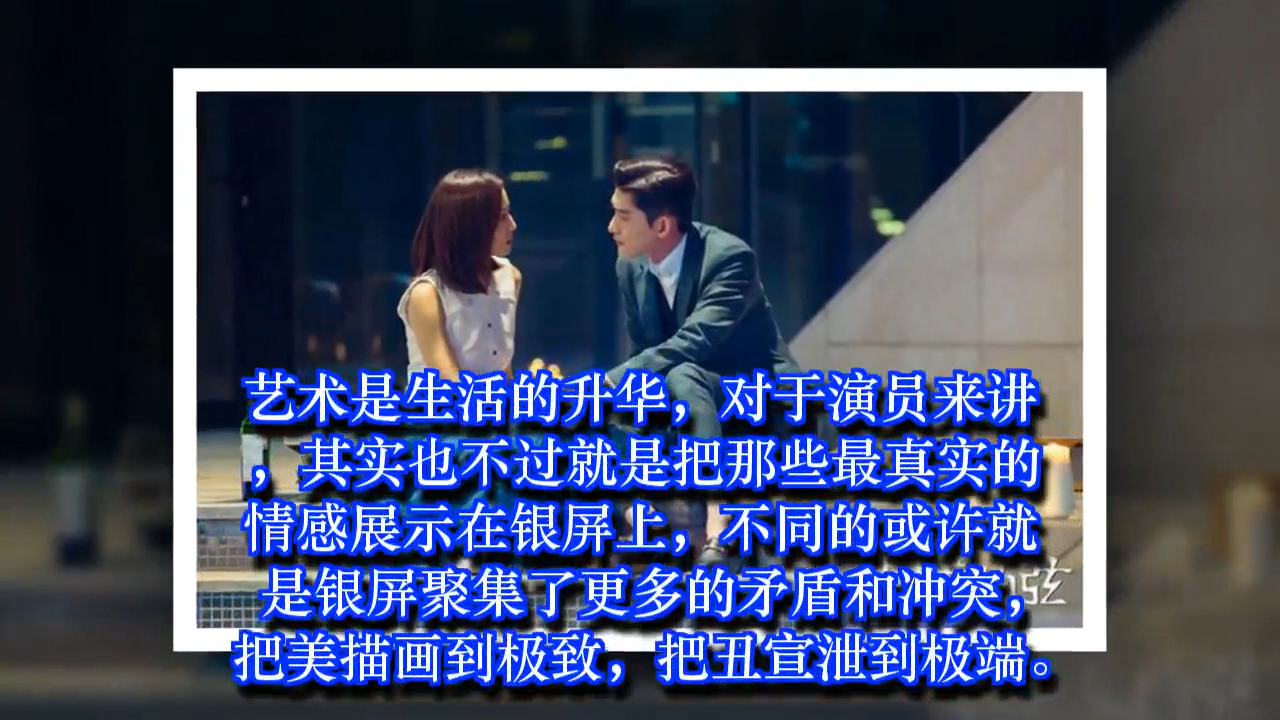 艺术是生活的升华，对于演员来讲
，其实也不过就是把那些最真实的
情感展示在银屏上，不同的或许就
是银屏聚集了更多的矛盾和冲突，
把美描画到极致，把丑宣泄到极端。
弦